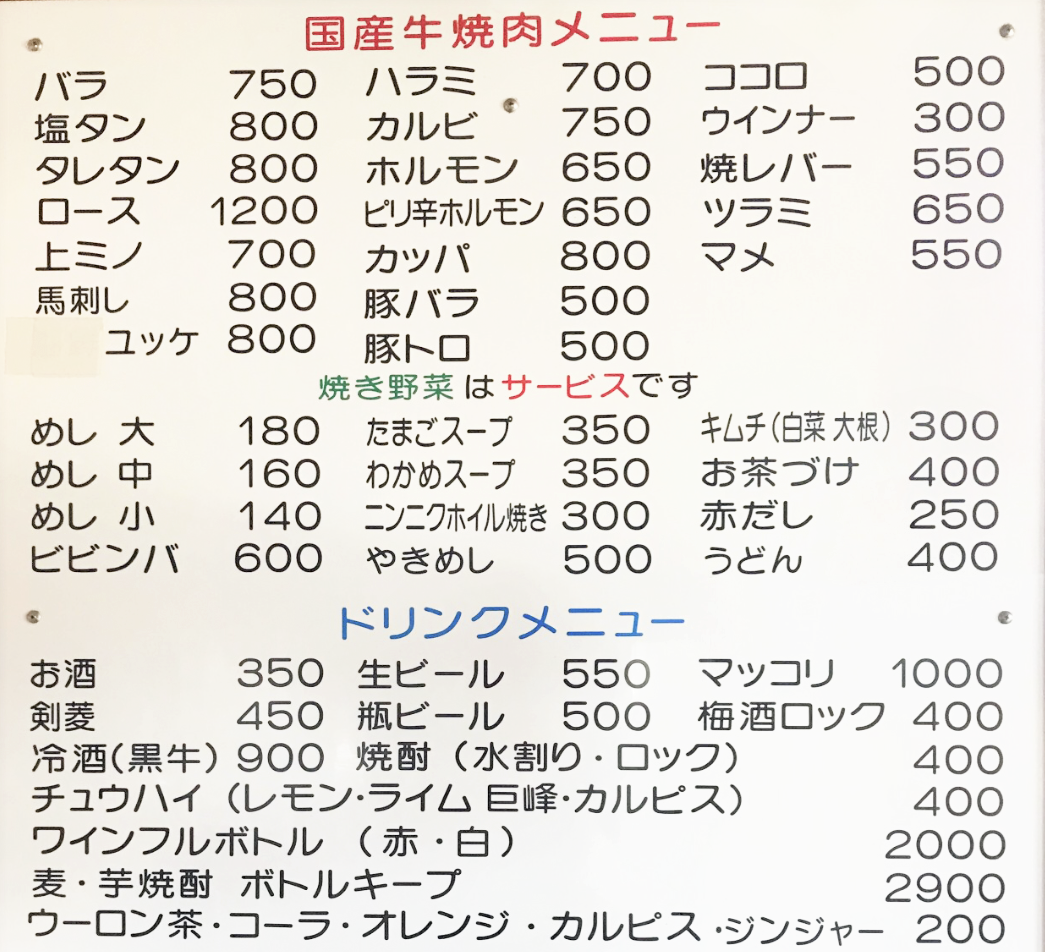 国産牛焼肉メニュー
バラ 750 ハラミ 700 ココロ 500
塩タン 800 カルビ 750 ウインナー 300
タレタン 800 ホルモン 650 焼レバー 550
ロース 1200 ピリ辛ホルモン 650 ツラミ 650
上ミノ 700 カッパ 800 マメ 550
馬刺し 800 豚バラ 500
ユッケ 800 豚トロ 500
焼き野菜はサービスです
めし 大 180 たまごスープ 350 キムチ(白菜 大根) 300
めし 中 160 わかめスープ 350 お茶づけ 400
めし 小 140 ニンニクホイル焼き 300 赤だし 250
ビビンバ 600 やきめし 500 うどん 400
ドリンクメニュー
お酒 350 生ビール 550 マッコリ 1000
剣菱 450 瓶ビール 500 梅酒ロック 400
冷酒(黒牛) 900 焼酎(水割り・ロック) 400
チュウハイ(レモン・ライム 巨峰・カルピス) 400
ワインフルボトル (赤・白) 2000
麦・芋焼酎 ボトルキープ 2900
ウーロン茶・コーラ・オレンジ・カルピス・ジンジャー 200